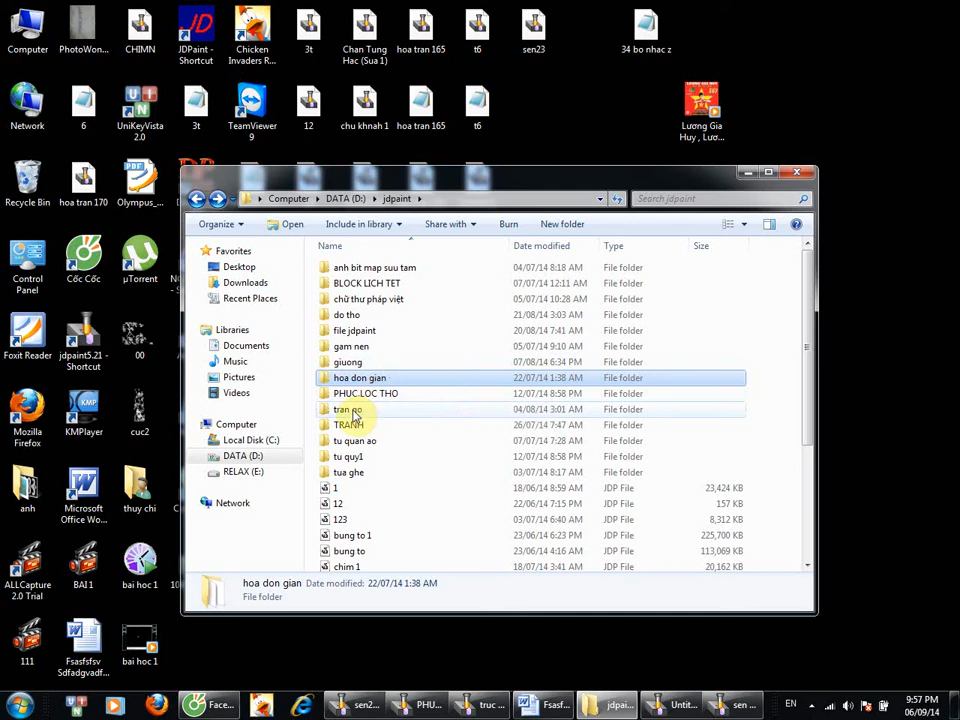 Computer
PhotoWon...
CHIMN
JDPaint - Shortcut
Chicken Invaders R...
3t
Chan Tung Hac (Sua 1)
hoa tran 165
t6
sen23
34 bo nhac z
Network
6
UniKeyVista 2.0
3t
TeamViewer 9
12
chu khnah 1
hoa tran 165
t6
Lương Gia Huy , Lươ...
Recycle Bin
hoa tran 170
Olympus_...
Control Panel
Cốc Cốc
µTorrent
Foxit Reader
jdpaint5.21 - Shortcut
00
Mozilla Firefox
KMPlayer
cuc2
anh
Microsoft Office Wo...
thuy chi
ALLCapture 2.0 Trial
BAI 1
bai hoc 1
111
Fsasfsfsv Sdfadgvadf...
bai hoc 1
Computer ▸ DATA (D:) ▸ jdpaint
Search jdpaint
Organize
Open
Include in library
Share with
Burn
New folder
Favorites
Desktop
Downloads
Recent Places
Libraries
Documents
Music
Pictures
Videos
Computer
Local Disk (C:)
DATA (D:)
RELAX (E:)
Network
Name Date modified Type Size
anh bit map suu tam 04/08/14 8:18 AM File folder
BLOCK LICH TET 07/07/14 12:11 AM File folder
chữ thư pháp việt 05/07/14 10:28 AM File folder
do tho 21/08/14 3:03 AM File folder
file jdpaint 20/08/14 7:41 AM File folder
gam nen 05/07/14 9:10 AM File folder
giuong 07/08/14 6:34 PM File folder
hoa don gian 22/07/14 1:38 AM File folder
PHUC.LOC THO 12/07/14 8:58 PM File folder
tran go 04/08/14 3:01 AM File folder
TRANH 26/07/14 7:47 AM File folder
tu quan ao 07/07/14 7:28 AM File folder
tu quy1 12/07/14 8:58 PM File folder
tua ghe 03/07/14 8:17 AM File folder
1 18/06/14 8:59 AM JDP File 23,424 KB
12 22/06/14 7:15 PM JDP File 157 KB
123 03/07/14 6:40 AM JDP File 8,312 KB
bung to 1 23/06/14 6:23 PM JDP File 225,700 KB
bung to 23/06/14 4:16 AM JDP File 113,069 KB
chim 1 18/07/14 3:41 AM JDP File 20,162 KB
hoa don gian Date modified: 22/07/14 1:38 AM
File folder
Face...
sen2...
PHU...
truc ...
Fsasf...
jdpai...
Untit...
sen ...
EN
9:57 PM
06/09/14